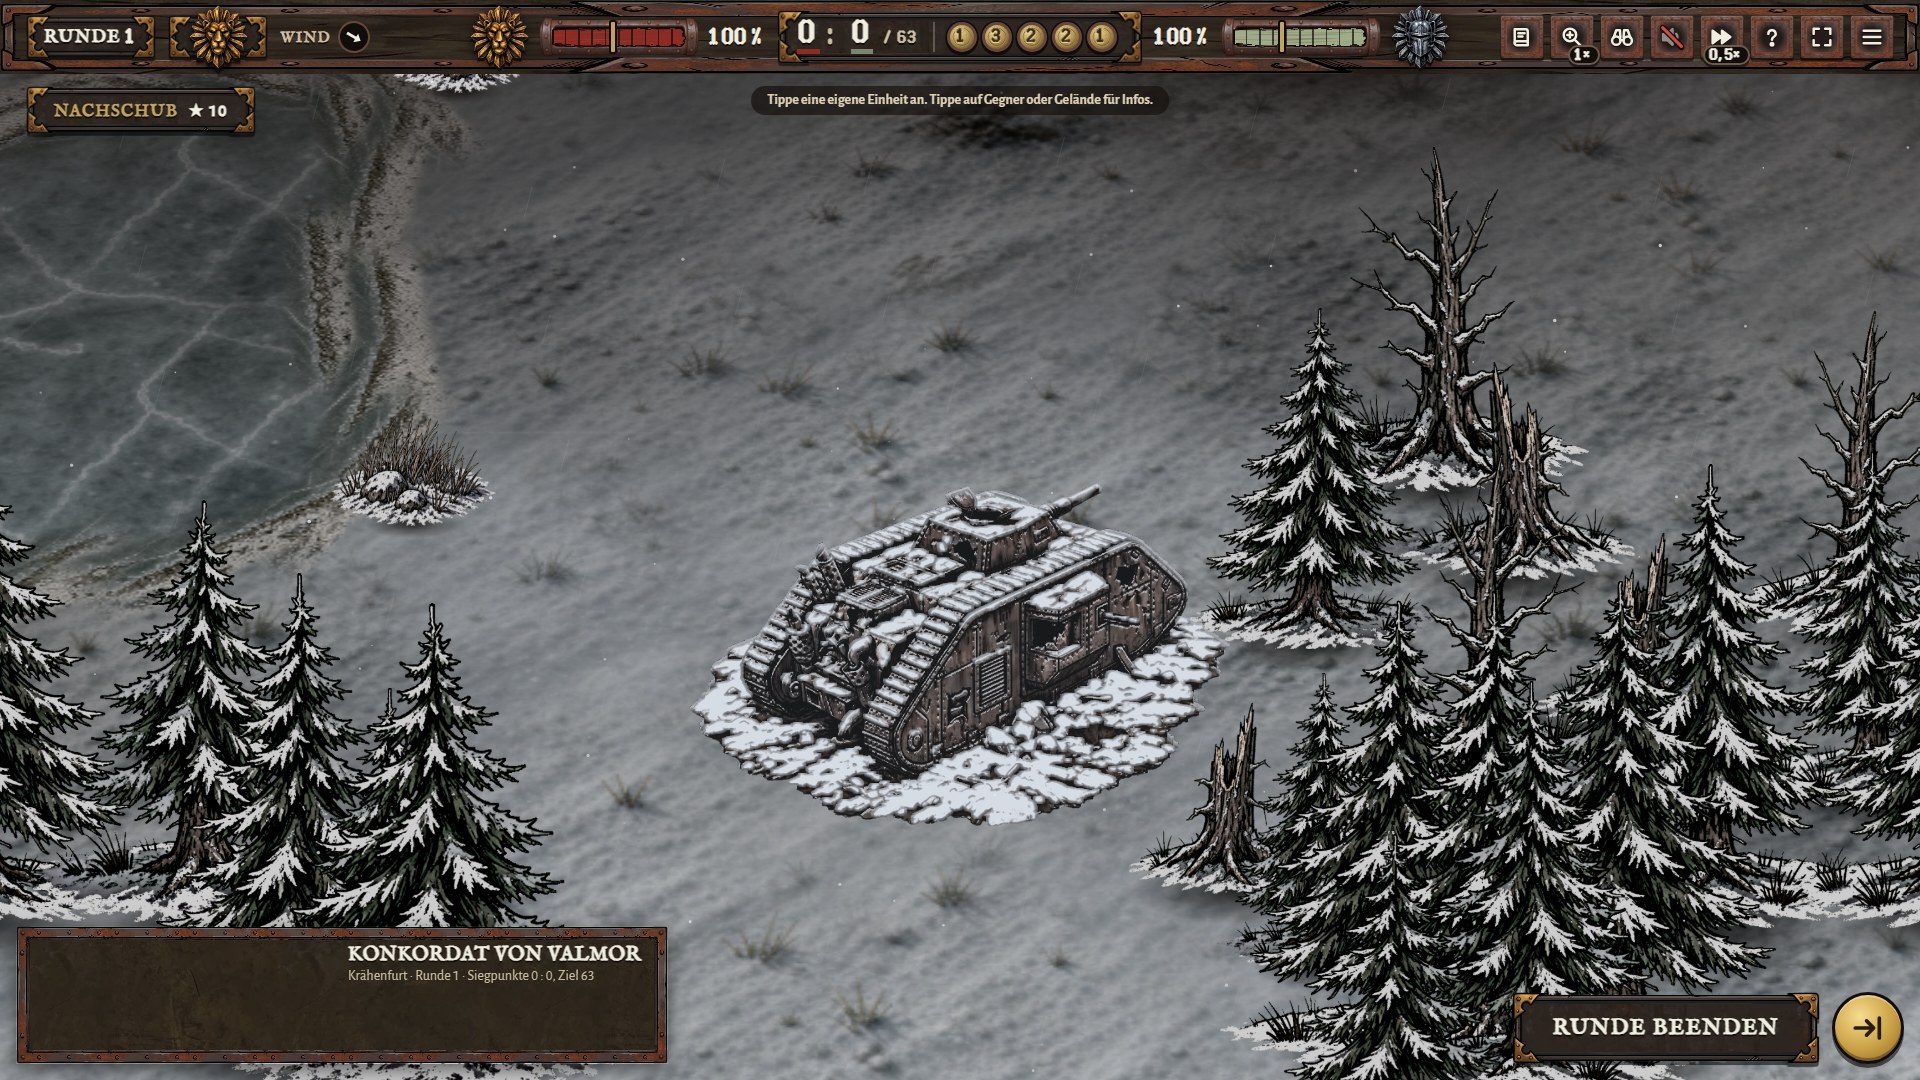 RUNDE 1
WIND
100%
0 : 0 / 63
1 3 2 2 1
100%
1×
0,5×
?
NACHSCHUB ★ 10
Tippe eine eigene Einheit an. Tippe auf Gegner oder Gelände für Infos.
KONKORDAT VON VALMOR
Krähenfurt · Runde 1 · Siegpunkte 0 : 0, Ziel 63
RUNDE BEENDEN